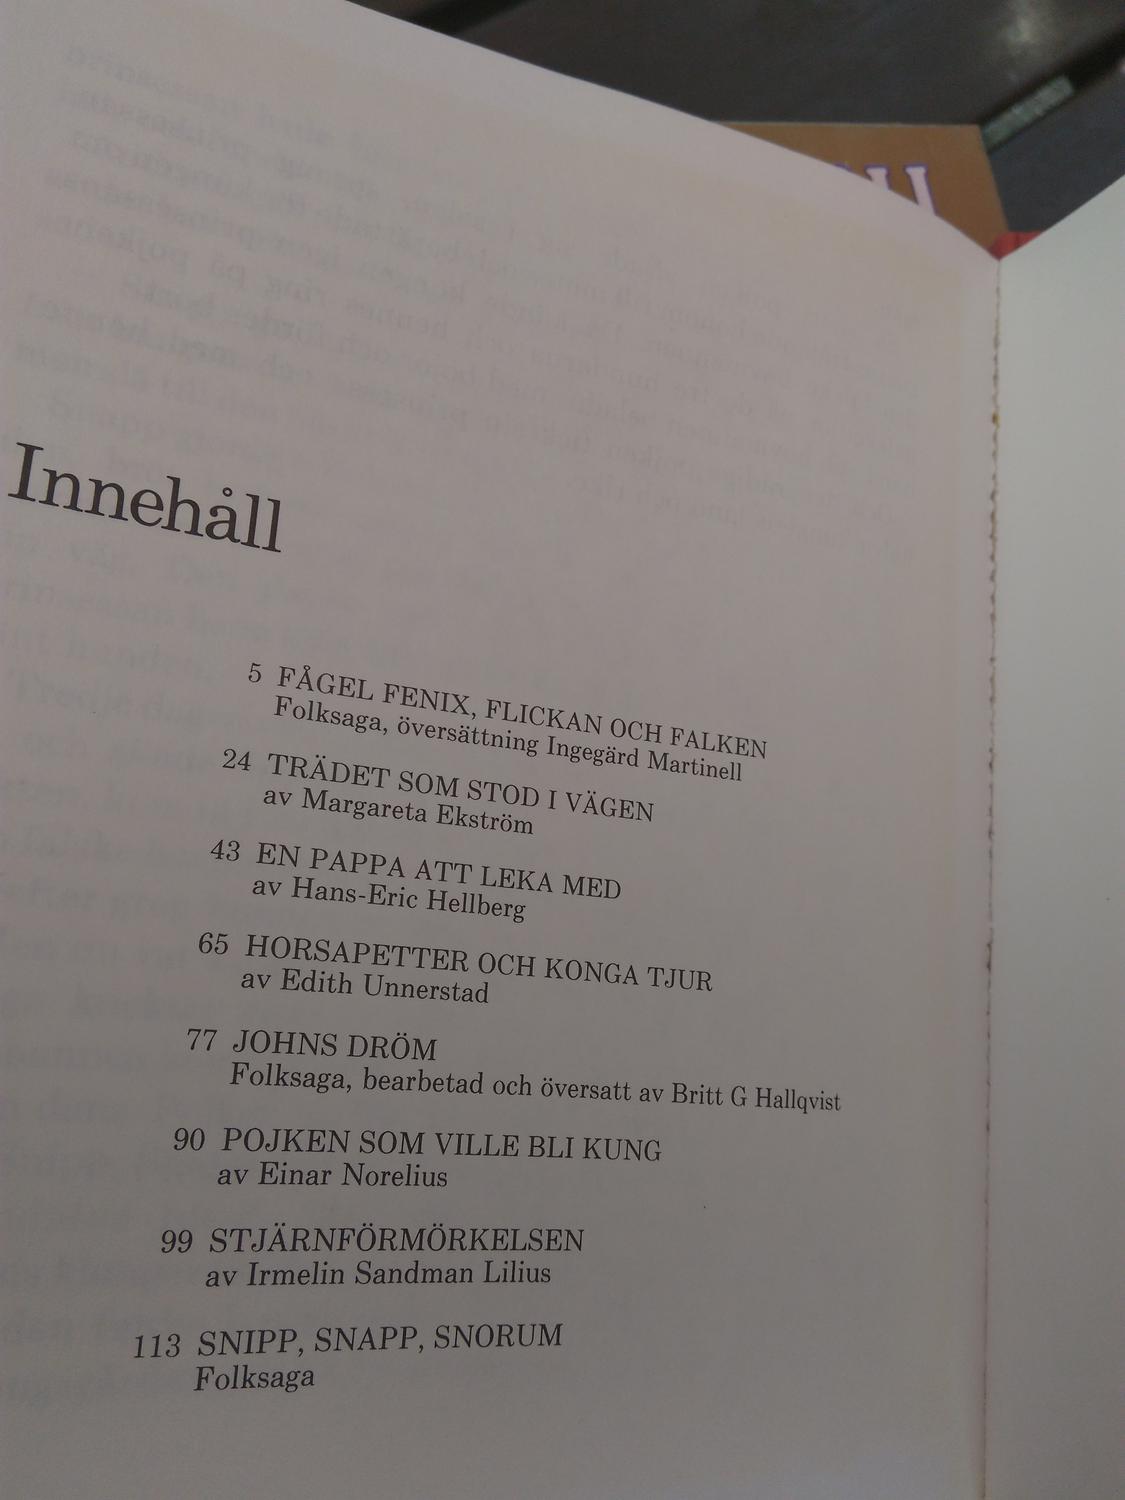 Innehåll
5 FÅGEL FENIX, FLICKAN OCH FALKEN
Folksaga, översättning Ingegärd Martinell
24 TRÄDET SOM STOD I VÄGEN
av Margareta Ekström
43 EN PAPPA ATT LEKA MED
av Hans-Eric Hellberg
65 HORSAPETTER OCH KONGA TJUR
av Edith Unnerstad
77 JOHNS DRÖM
Folksaga, bearbetad och översatt av Britt G Hallqvist
90 POJKEN SOM VILLE BLI KUNG
av Einar Norelius
99 STJÄRNFÖRMÖRKELSEN
av Irmelin Sandman Lilius
113 SNIPP, SNAPP, SNORUM
Folksaga